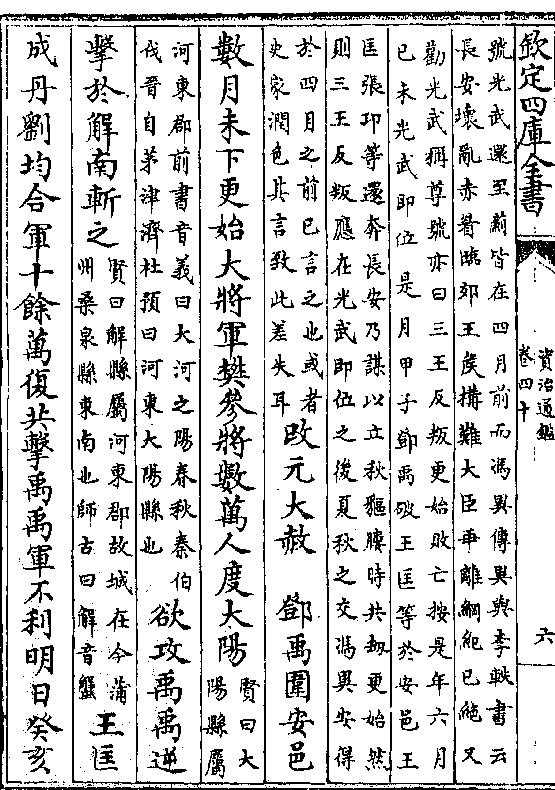 欽定四庫全書
資治通鑑
卷四十
六
號光武還至薊皆在四月前而馮異傳異與李軼書云
長安壞亂赤眉臨郊王侯搆難大臣乖離綱紀已絶又
勸光武稱尊號亦曰三王反叛更始敗亡按是年六月
已未光武即位是月甲子鄧禹破王匡等於安邑王
匡張卬等還奔長安乃謀以立秋貙膢時共劫更始然
則三王反叛應在光武即位之後夏秋之交馮異安得
於四月之前已言之也或者
史家潤色其言致此差失耳
改元大赦 鄧禹圍安邑
數月未下更始大將軍樊參將數萬人度大陽
賢曰大
陽縣屬
河東郡前書音義曰大河之陽春秋秦伯
伐晉自茅津濟杜預曰河東大陽縣也
欲攻禹禹逆
擊於解南斬之
賢曰解縣屬河東郡故城在今蒲
州桑泉縣東南也師古曰解音蟹
王匡
成丹劉均合軍十餘萬復共擊禹禹軍不利明日癸亥